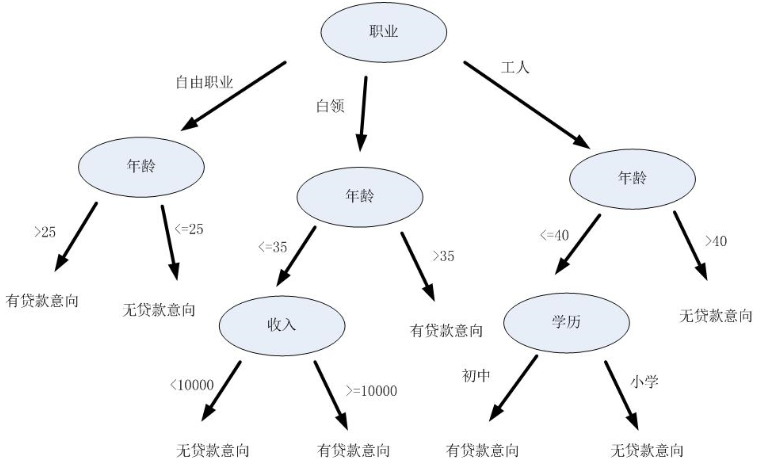 职业
自由职业
白领
工人
年龄
年龄
年龄
>25
<=25
<=35
>35
<=40
>40
有贷款意向
无贷款意向
收入
有贷款意向
学历
无贷款意向
<10000
>=10000
初中
小学
无贷款意向
有贷款意向
有贷款意向
无贷款意向